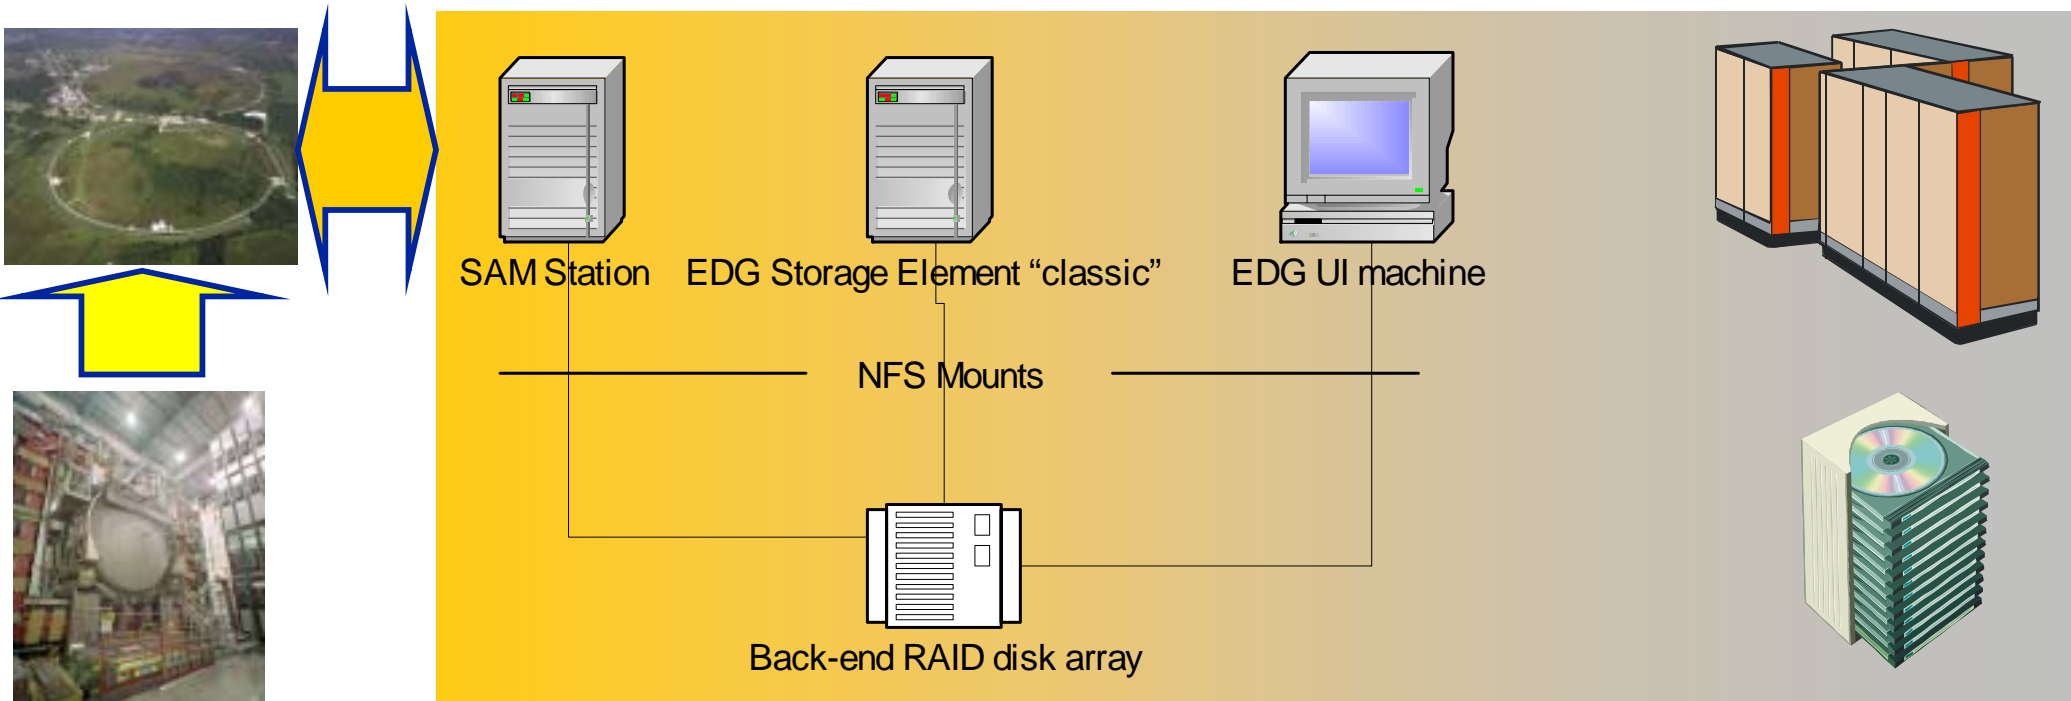 SAM Station
EDG Storage Element “classic”
EDG UI machine
NFS Mounts
Back-end RAID disk array